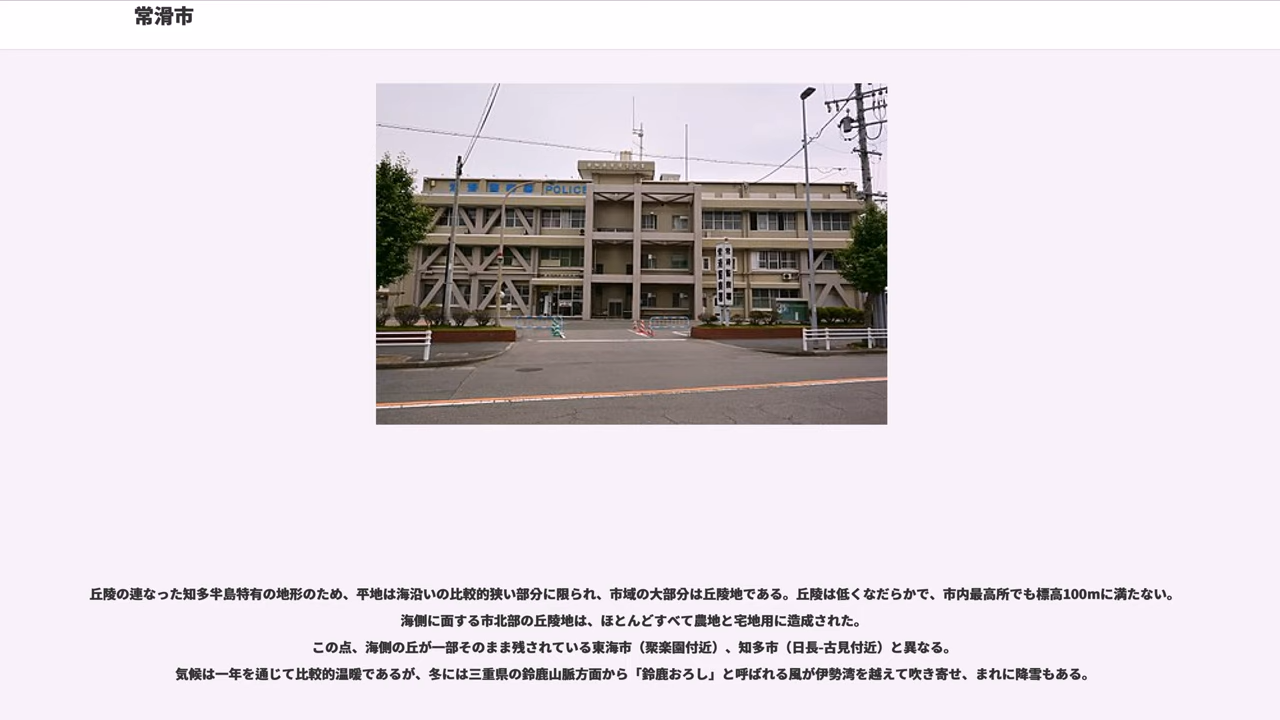 常滑市
POLICE
丘陵の連なった知多半島特有の地形のため、平地は海沿いの比較的狭い部分に限られ、市域の大部分は丘陵地である。丘陵は低くなだらかで、市内最高所でも標高100mに満たない。
海側に面する市北部の丘陵地は、ほとんどすべて農地と宅地用に造成された。
この点、海側の丘が一部そのまま残されている東海市（聚楽園付近）、知多市（日長-古見付近）と異なる。
気候は一年を通じて比較的温暖であるが、冬には三重県の鈴鹿山脈方面から「鈴鹿おろし」と呼ばれる風が伊勢湾を越えて吹き寄せ、まれに降雪もある。